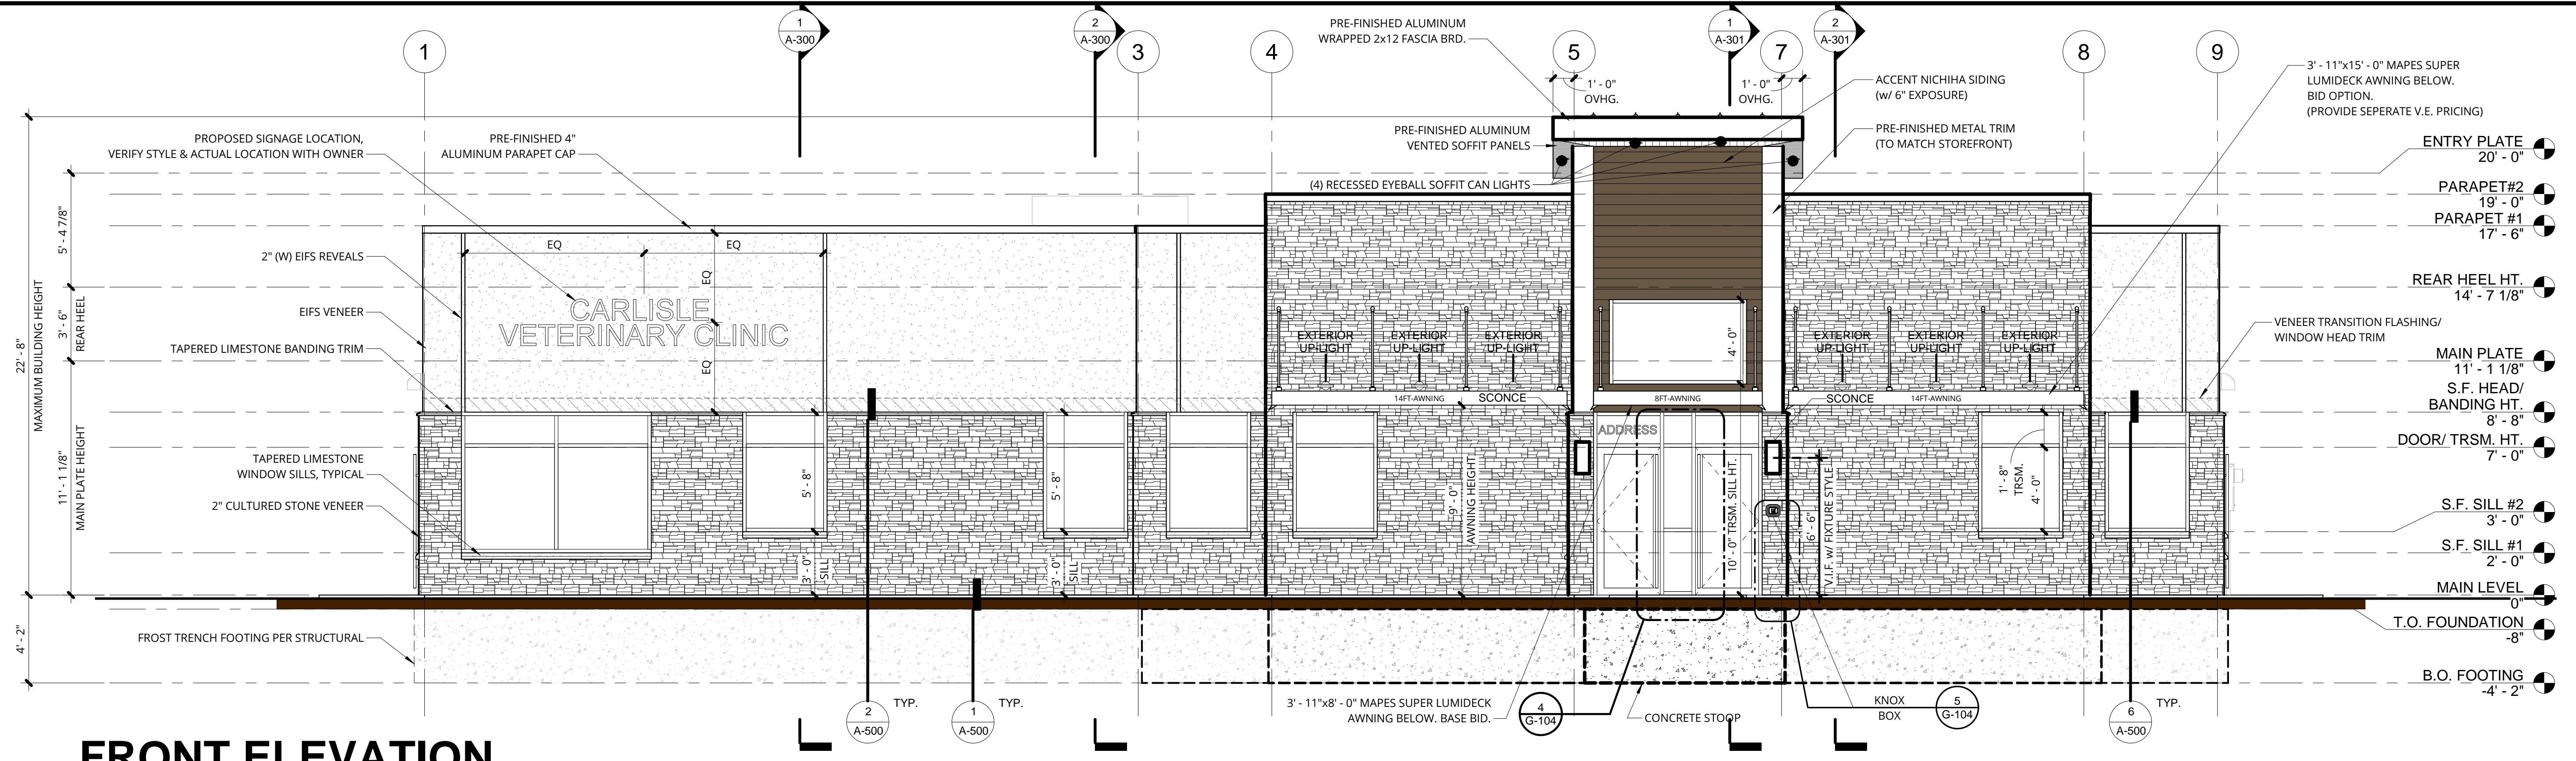 1
A-300
2
A-300
PRE-FINISHED ALUMINUM
WRAPPED 2x12 FASCIA BRD.
1
A-301
2
A-301
1
3
4
5
7
8
9
1' - 0"
OVHG.
1' - 0"
OVHG.
ACCENT NICHIHA SIDING
(w/ 6" EXPOSURE)
3' - 11"x15' - 0" MAPES SUPER
LUMIDECK AWNING BELOW.
BID OPTION.
(PROVIDE SEPERATE V.E. PRICING)
PROPOSED SIGNAGE LOCATION,
VERIFY STYLE & ACTUAL LOCATION WITH OWNER
PRE-FINISHED 4"
ALUMINUM PARAPET CAP
PRE-FINISHED ALUMINUM
VENTED SOFFIT PANELS
PRE-FINISHED METAL TRIM
(TO MATCH STOREFRONT)
(4) RECESSED EYEBALL SOFFIT CAN LIGHTS
ENTRY PLATE
20' - 0"
PARAPET#2
19' - 0"
PARAPET #1
17' - 6"
REAR HEEL HT.
14' - 7 1/8"
MAIN PLATE
11' - 1 1/8"
S.F. HEAD/
BANDING HT.
8' - 8"
DOOR/ TRSM. HT.
7' - 0"
S.F. SILL #2
3' - 0"
S.F. SILL #1
2' - 0"
MAIN LEVEL
0"
T.O. FOUNDATION
-8"
B.O. FOOTING
-4' - 2"
22' - 8"
MAXIMUM BUILDING HEIGHT
5' - 4 7/8"
3' - 6"
REAR HEEL
11' - 1 1/8"
MAIN PLATE HEIGHT
4' - 2"
2" (W) EIFS REVEALS
EIFS VENEER
TAPERED LIMESTONE BANDING TRIM
TAPERED LIMESTONE
WINDOW SILLS, TYPICAL
2" CULTURED STONE VENEER
FROST TRENCH FOOTING PER STRUCTURAL
EQ
EQ
EQ
EQ
CARLISLE
VETERINARY CLINIC
EXTERIOR
UP-LIGHT
EXTERIOR
UP-LIGHT
EXTERIOR
UP-LIGHT
EXTERIOR
UP-LIGHT
EXTERIOR
UP-LIGHT
EXTERIOR
UP-LIGHT
4' - 0"
VENEER TRANSITION FLASHING/
WINDOW HEAD TRIM
14FT-AWNING
SCONCE
8FT-AWNING
SCONCE
14FT-AWNING
ADDRESS
5' - 8"
3' - 0"
SILL
5' - 8"
3' - 0"
SILL
9' - 0"
AWNING HEIGHT
10' - 0" TRSM. SILL HT.
6' - 6"
V.I.F. w/ FIXTURE STYLE
1' - 8"
TRSM.
4' - 0"
2
A-500
TYP.
1
A-500
TYP.
3' - 11"x8' - 0" MAPES SUPER LUMIDECK
AWNING BELOW. BASE BID.
4
G-104
CONCRETE STOOP
KNOX
BOX
5
G-104
6
A-500
TYP.
FRONT ELEVATION